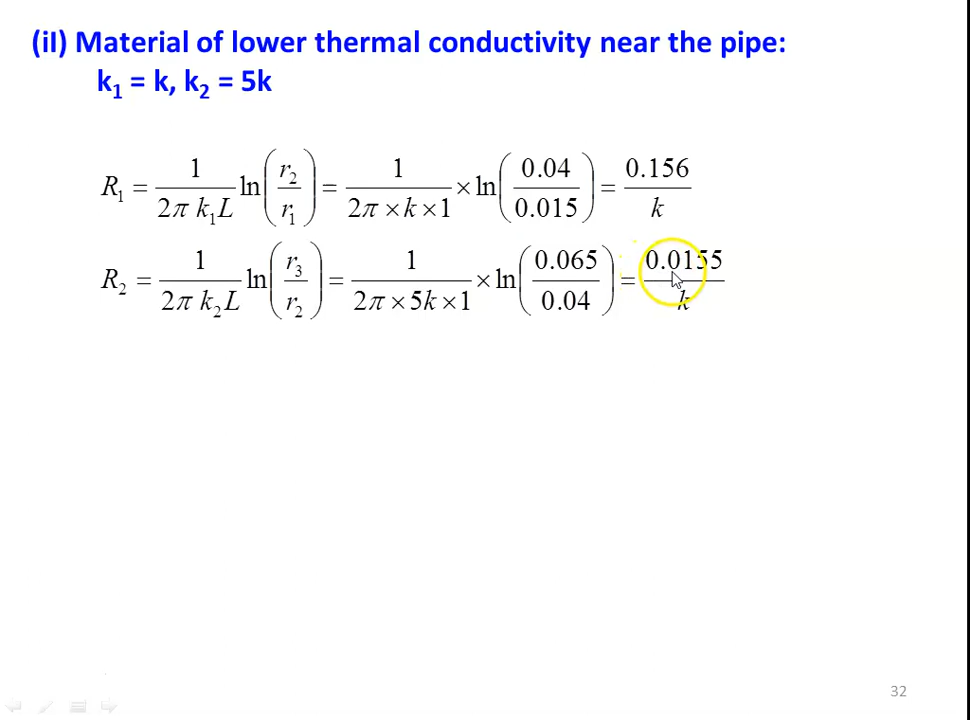 (iI) Material of lower thermal conductivity near the pipe:
k₁ = k, k₂ = 5k
R₁ = 1/(2π k₁L) ln(r₂/r₁) = 1/(2π × k × 1) × ln(0.04/0.015) = 0.156/k
R₂ = 1/(2π k₂L) ln(r₃/r₂) = 1/(2π × 5k × 1) × ln(0.065/0.04) = 0.0155/k
32